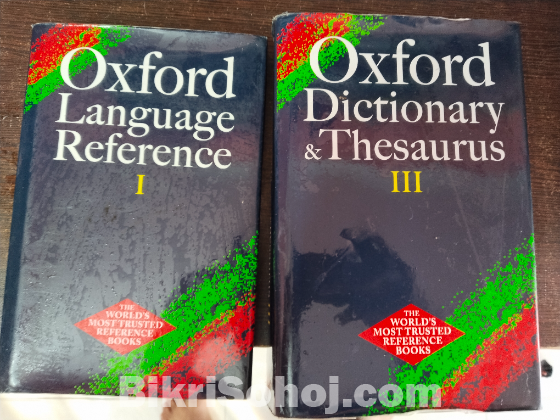 Oxford
Language
Reference
I
THE
WORLD'S
MOST TRUSTED
REFERENCE
BOOKS
Oxford
Dictionary
& Thesaurus
III
THE
WORLD'S
MOST TRUSTED
REFERENCE
BOOKS
BikriSohoj.com